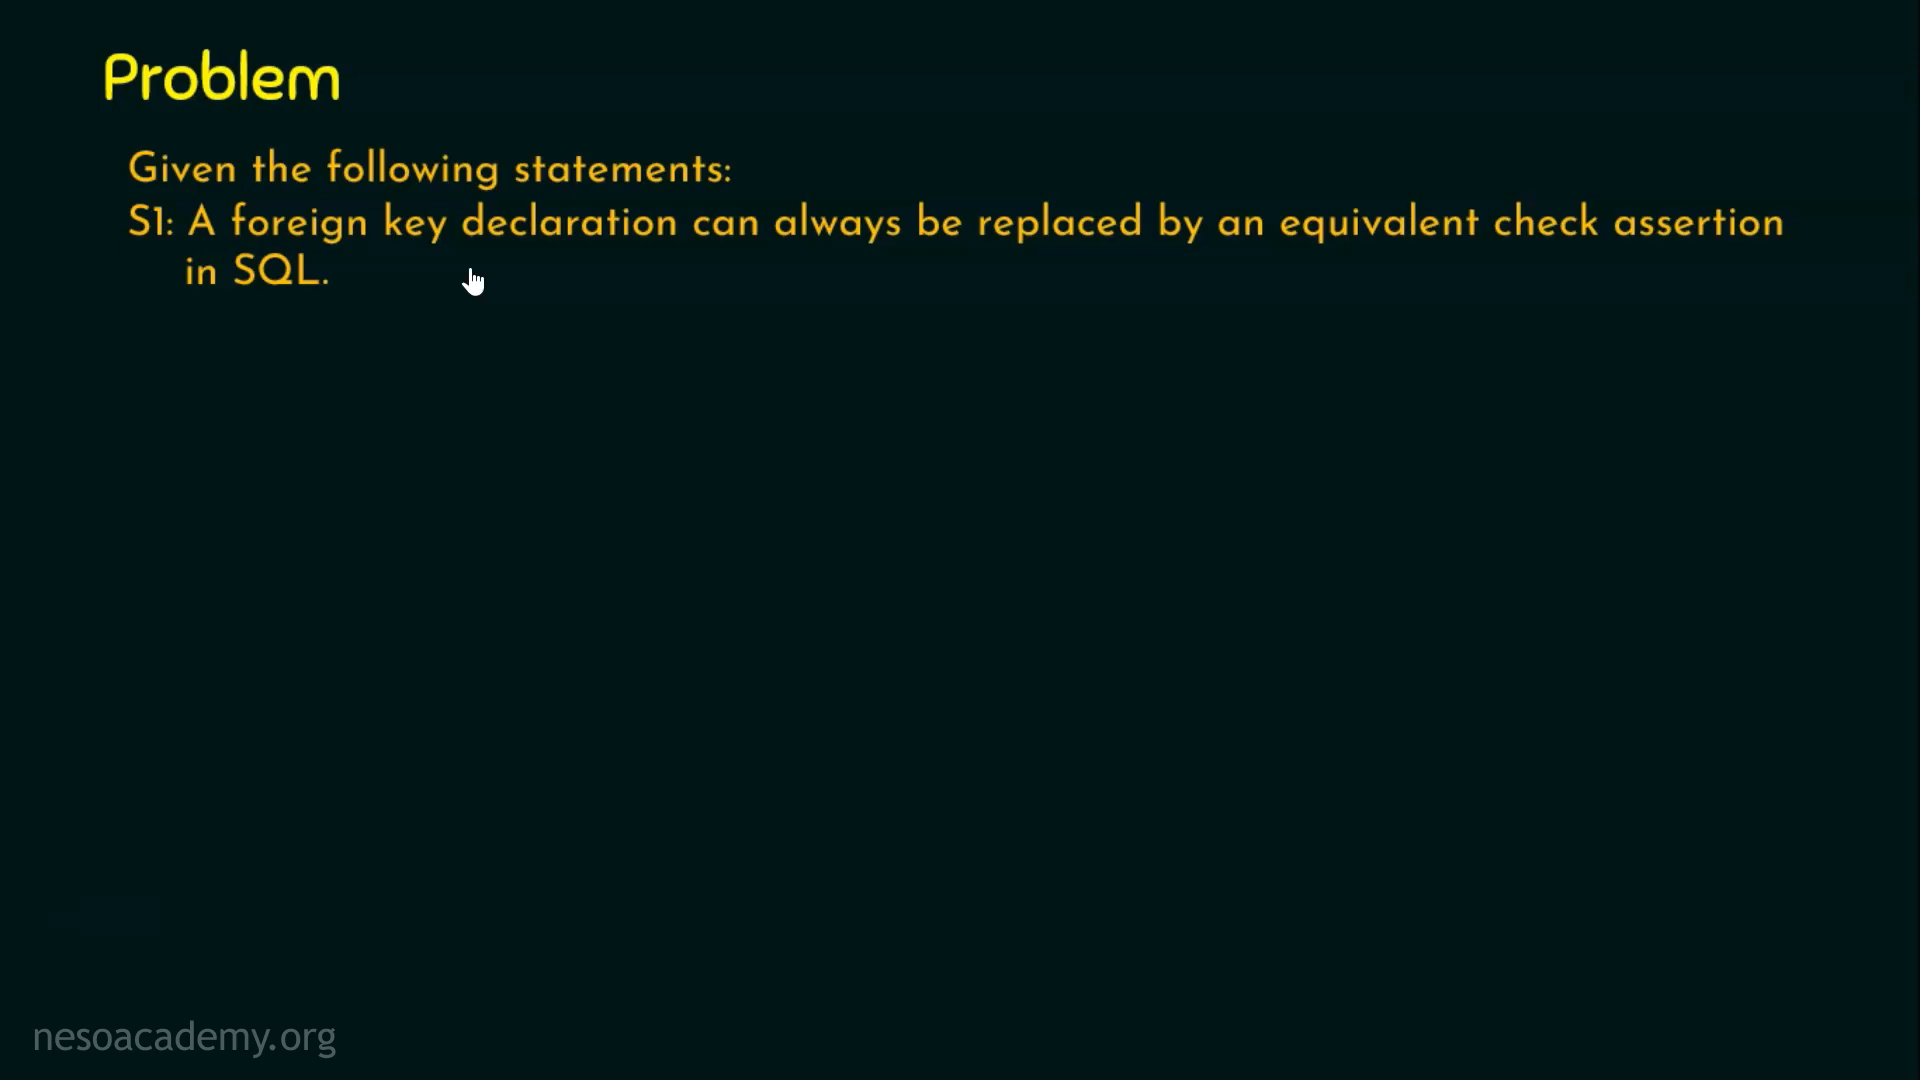 Problem
Given the following statements:
S1: A foreign key declaration can always be replaced by an equivalent check assertion
in SQL.
nesoacademy.org